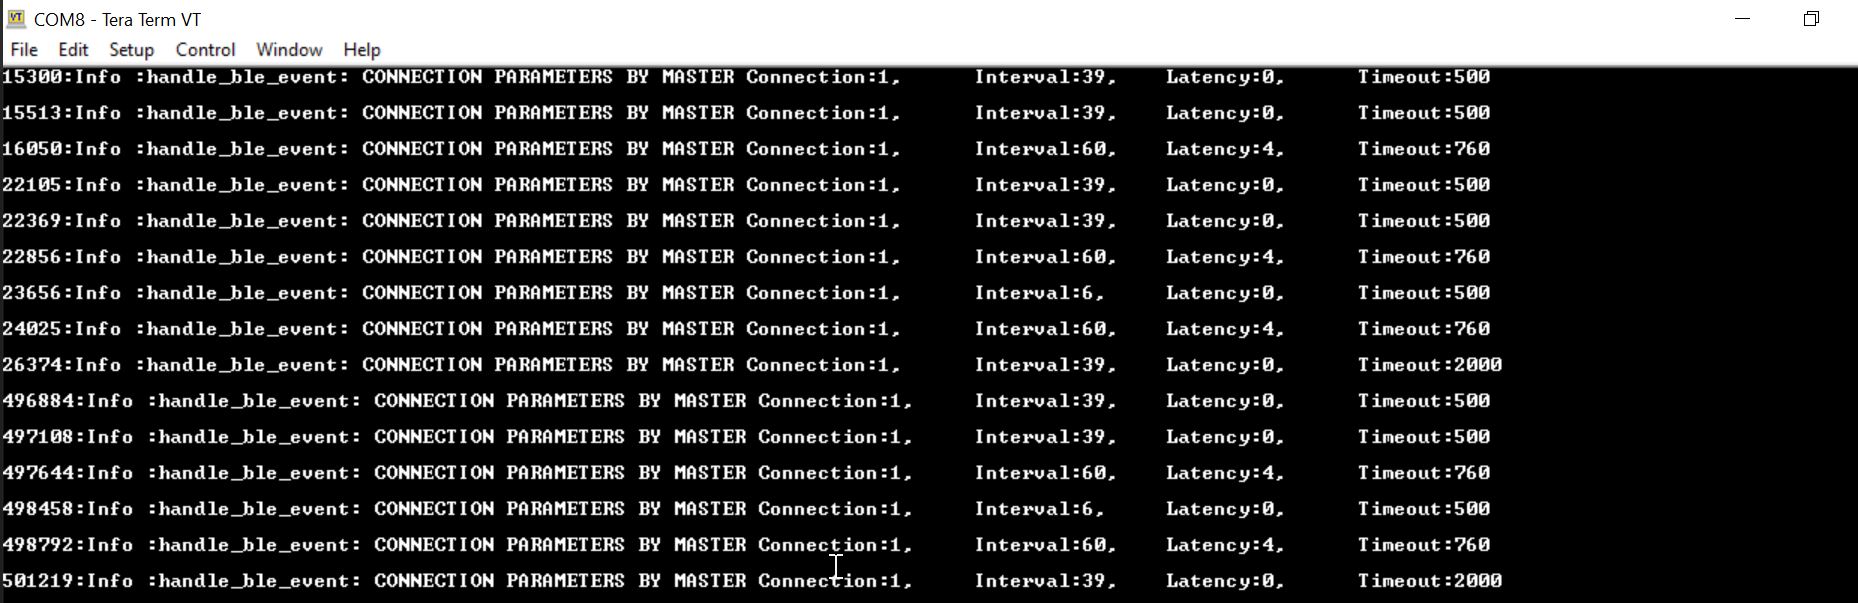 COM8 - Tera Term VT
File Edit Setup Control Window Help
15300:Info :handle_ble_event: CONNECTION PARAMETERS BY MASTER Connection:1, Interval:39, Latency:0, Timeout:500
15513:Info :handle_ble_event: CONNECTION PARAMETERS BY MASTER Connection:1, Interval:39, Latency:0, Timeout:500
16050:Info :handle_ble_event: CONNECTION PARAMETERS BY MASTER Connection:1, Interval:60, Latency:4, Timeout:760
22105:Info :handle_ble_event: CONNECTION PARAMETERS BY MASTER Connection:1, Interval:39, Latency:0, Timeout:500
22369:Info :handle_ble_event: CONNECTION PARAMETERS BY MASTER Connection:1, Interval:39, Latency:0, Timeout:500
22856:Info :handle_ble_event: CONNECTION PARAMETERS BY MASTER Connection:1, Interval:60, Latency:4, Timeout:760
23656:Info :handle_ble_event: CONNECTION PARAMETERS BY MASTER Connection:1, Interval:6, Latency:0, Timeout:500
24025:Info :handle_ble_event: CONNECTION PARAMETERS BY MASTER Connection:1, Interval:60, Latency:4, Timeout:760
26374:Info :handle_ble_event: CONNECTION PARAMETERS BY MASTER Connection:1, Interval:39, Latency:0, Timeout:2000
496884:Info :handle_ble_event: CONNECTION PARAMETERS BY MASTER Connection:1, Interval:39, Latency:0, Timeout:500
497108:Info :handle_ble_event: CONNECTION PARAMETERS BY MASTER Connection:1, Interval:39, Latency:0, Timeout:500
497644:Info :handle_ble_event: CONNECTION PARAMETERS BY MASTER Connection:1, Interval:60, Latency:4, Timeout:760
498458:Info :handle_ble_event: CONNECTION PARAMETERS BY MASTER Connection:1, Interval:6, Latency:0, Timeout:500
498792:Info :handle_ble_event: CONNECTION PARAMETERS BY MASTER Connection:1, Interval:60, Latency:4, Timeout:760
501219:Info :handle_ble_event: CONNECTION PARAMETERS BY MASTER Connection:1, Interval:39, Latency:0, Timeout:2000